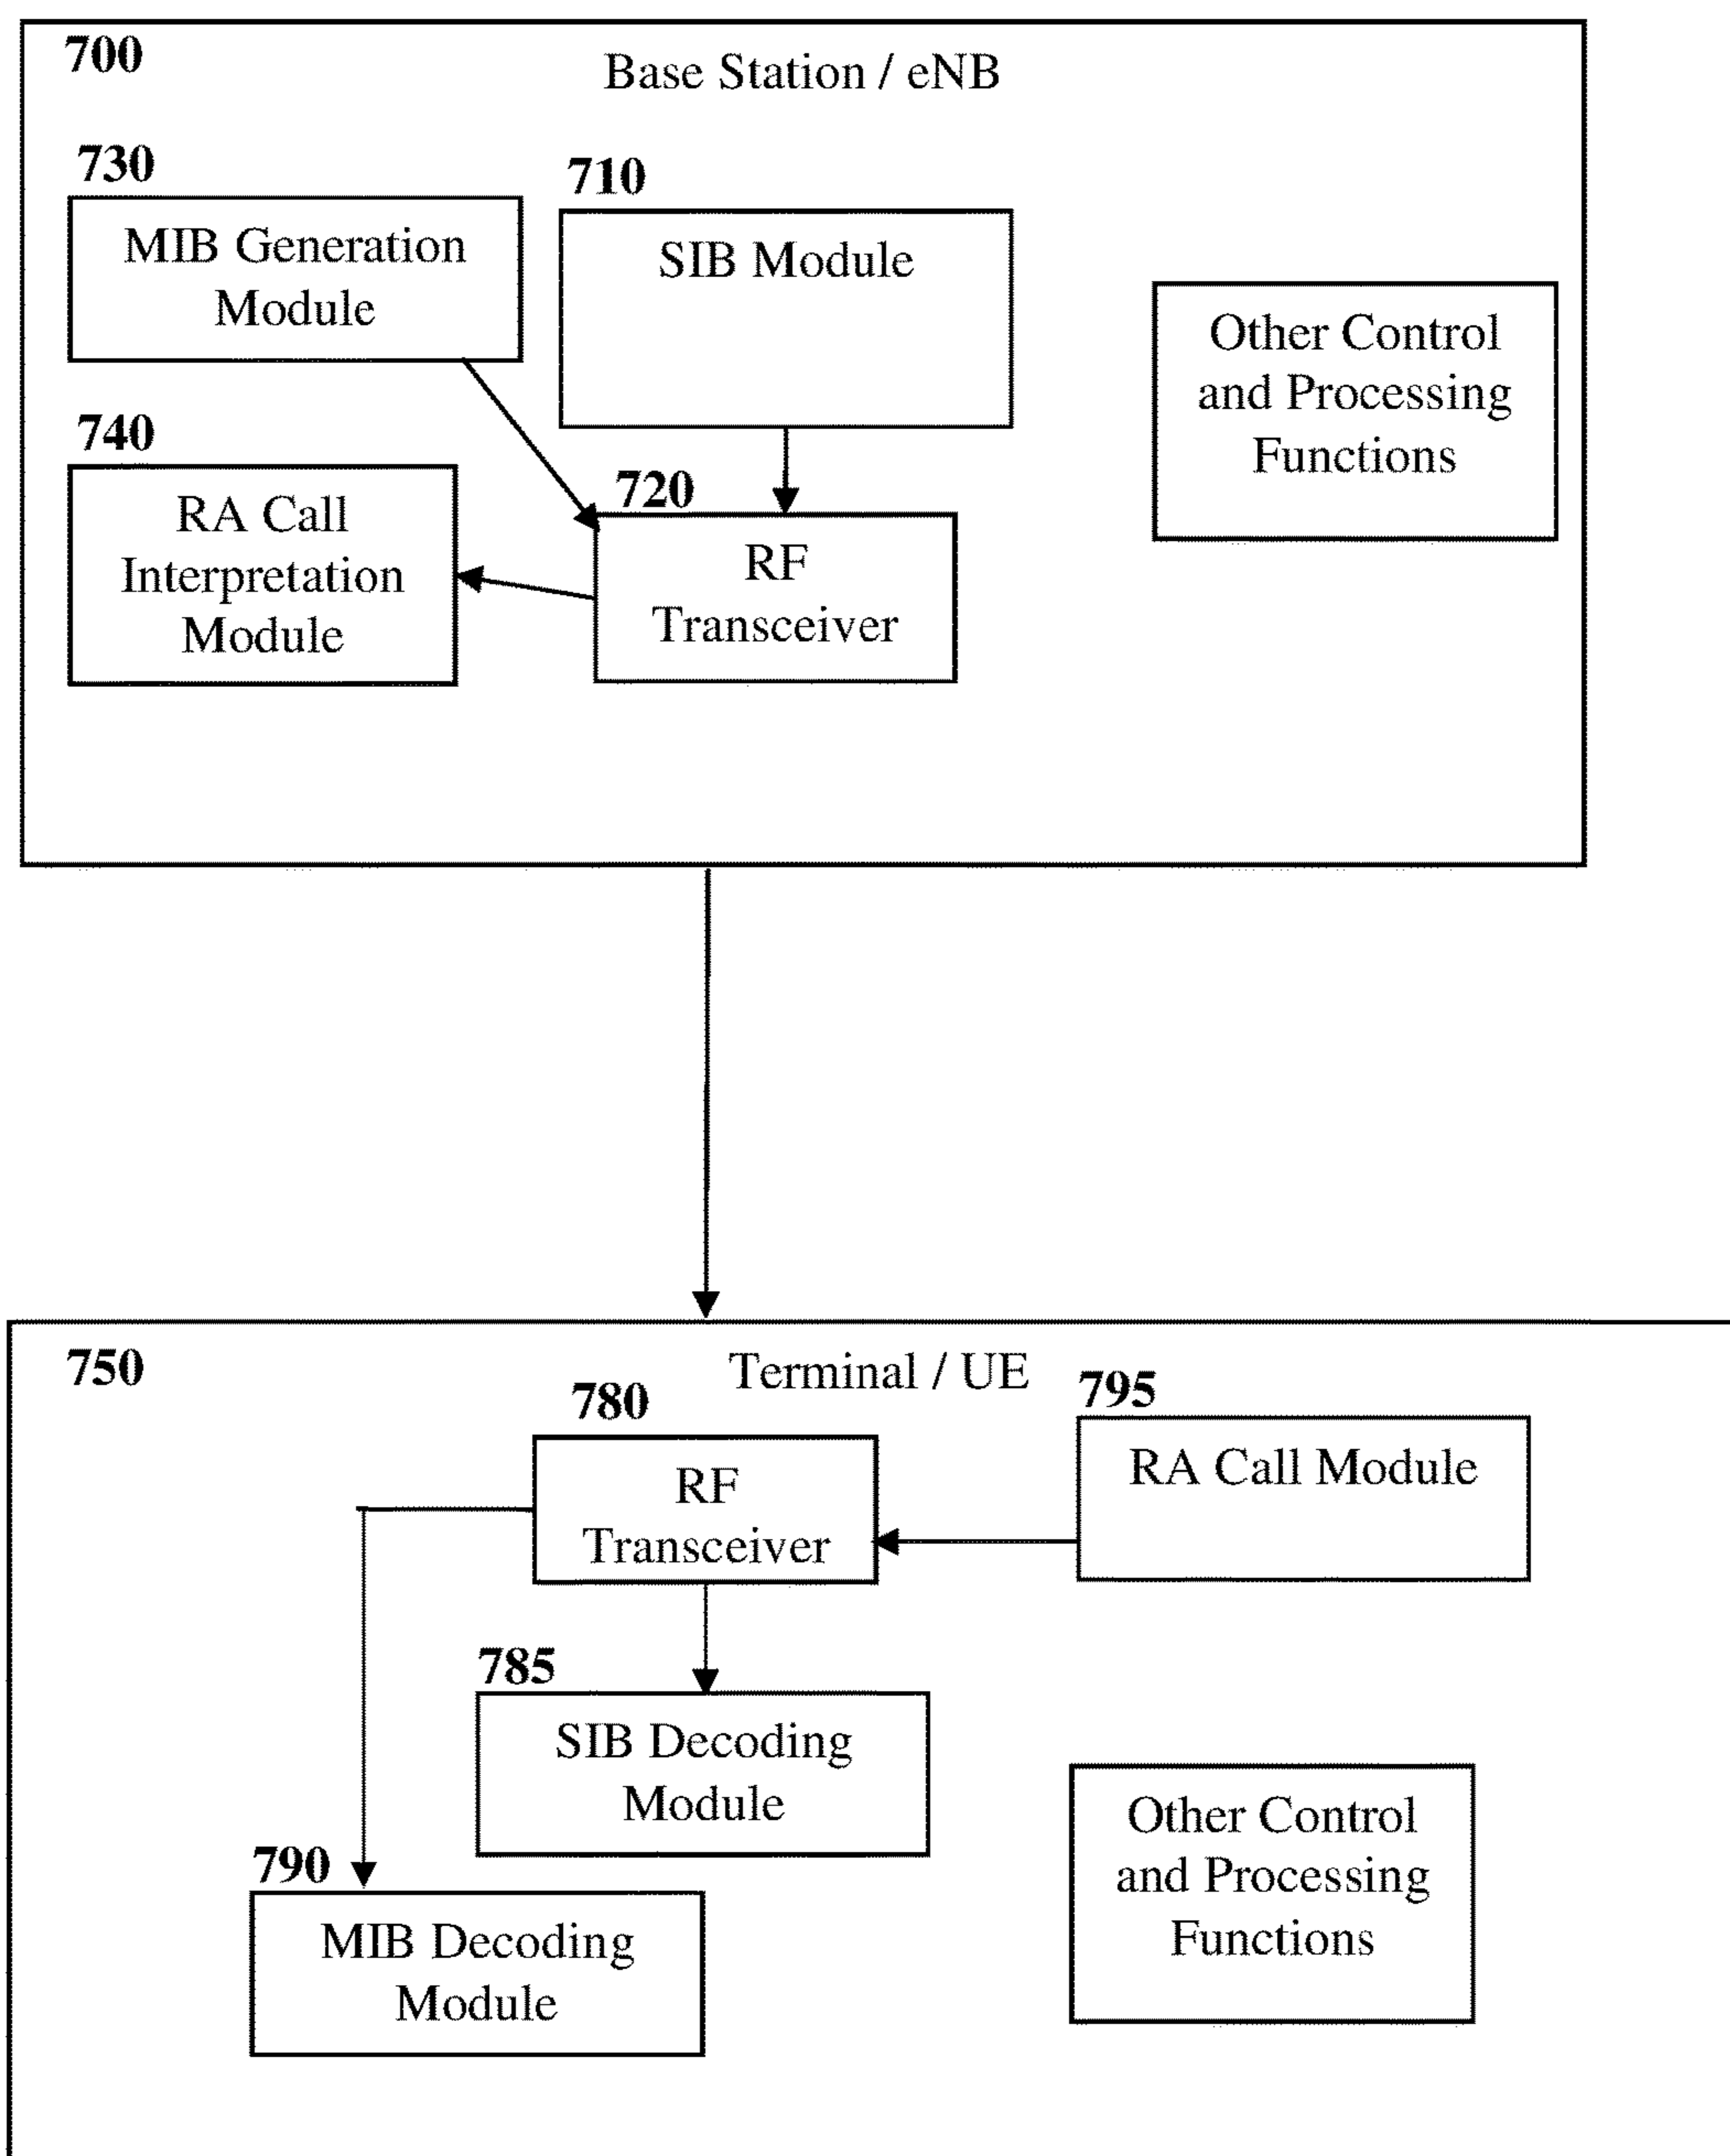 700
Base Station / eNB
730
MIB Generation
Module
710
SIB Module
Other Control
and Processing
Functions
740
RA Call
Interpretation
Module
720
RF
Transceiver
750
Terminal / UE
780
RF
Transceiver
795
RA Call Module
785
SIB Decoding
Module
790
MIB Decoding
Module
Other Control
and Processing
Functions